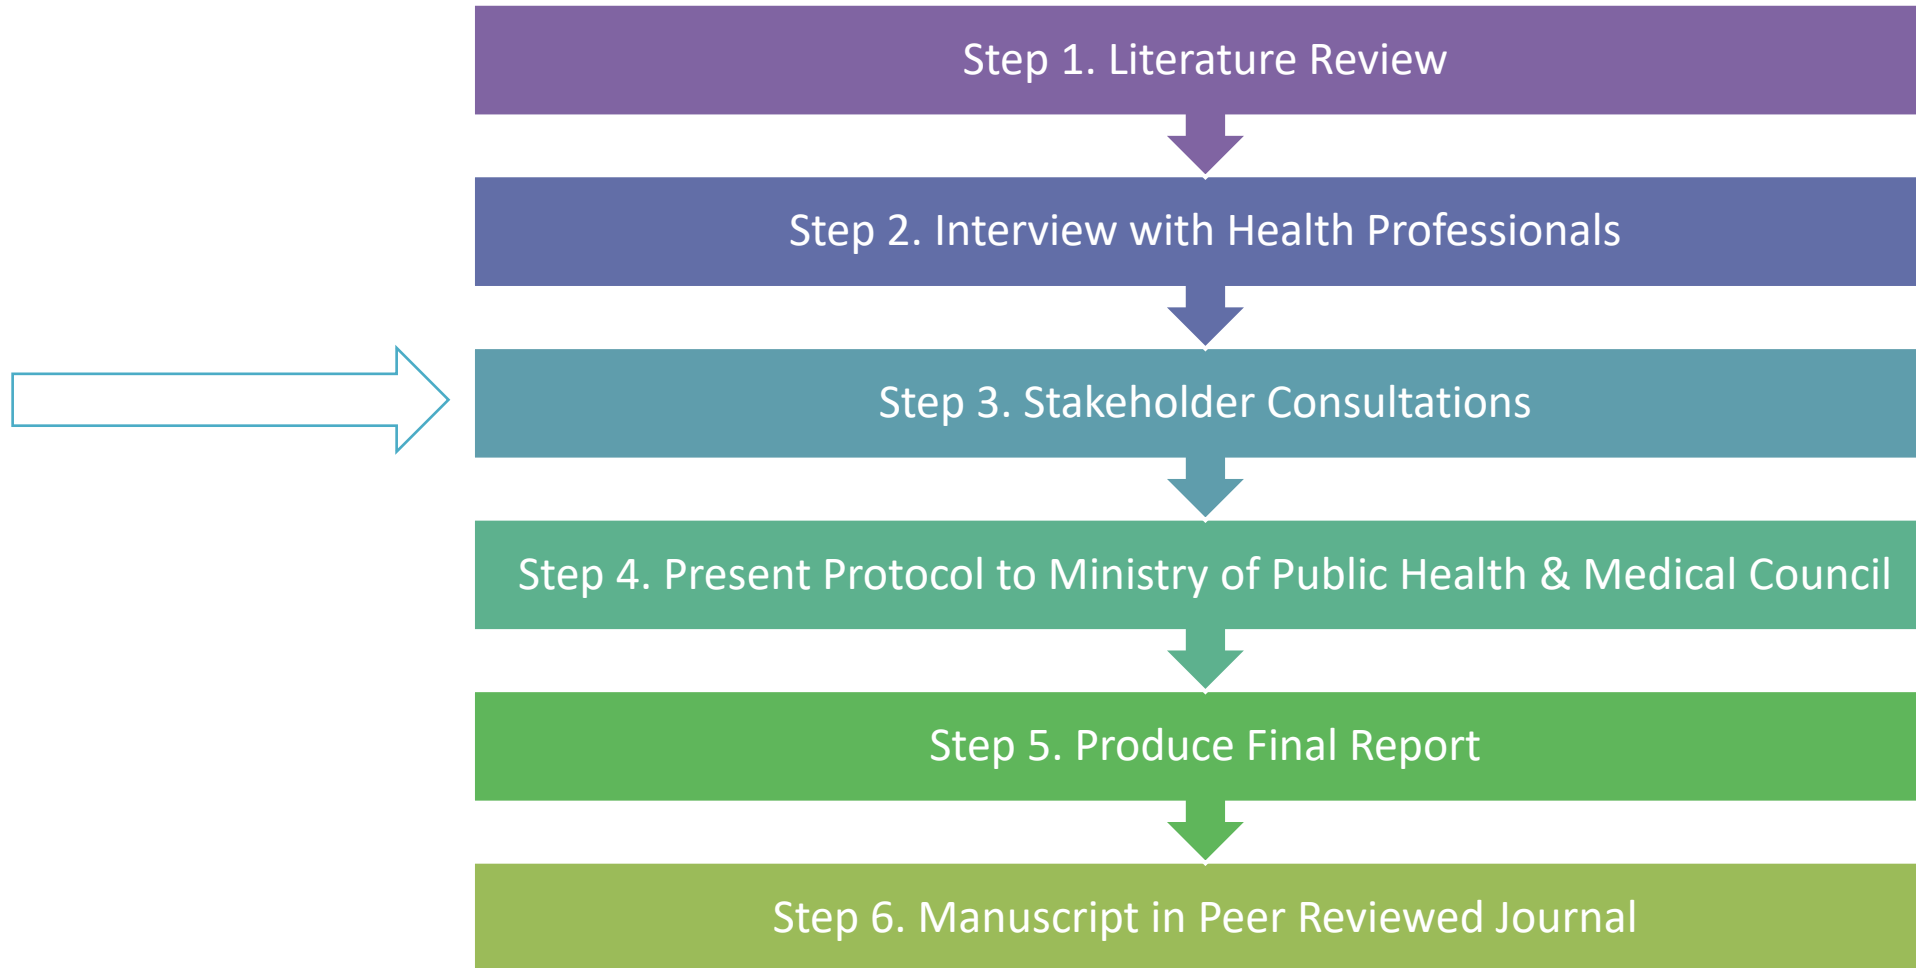 Step 1. Literature Review
Step 2. Interview with Health Professionals
Step 3. Stakeholder Consultations
Step 4. Present Protocol to Ministry of Public Health & Medical Council
Step 5. Produce Final Report
Step 6. Manuscript in Peer Reviewed Journal